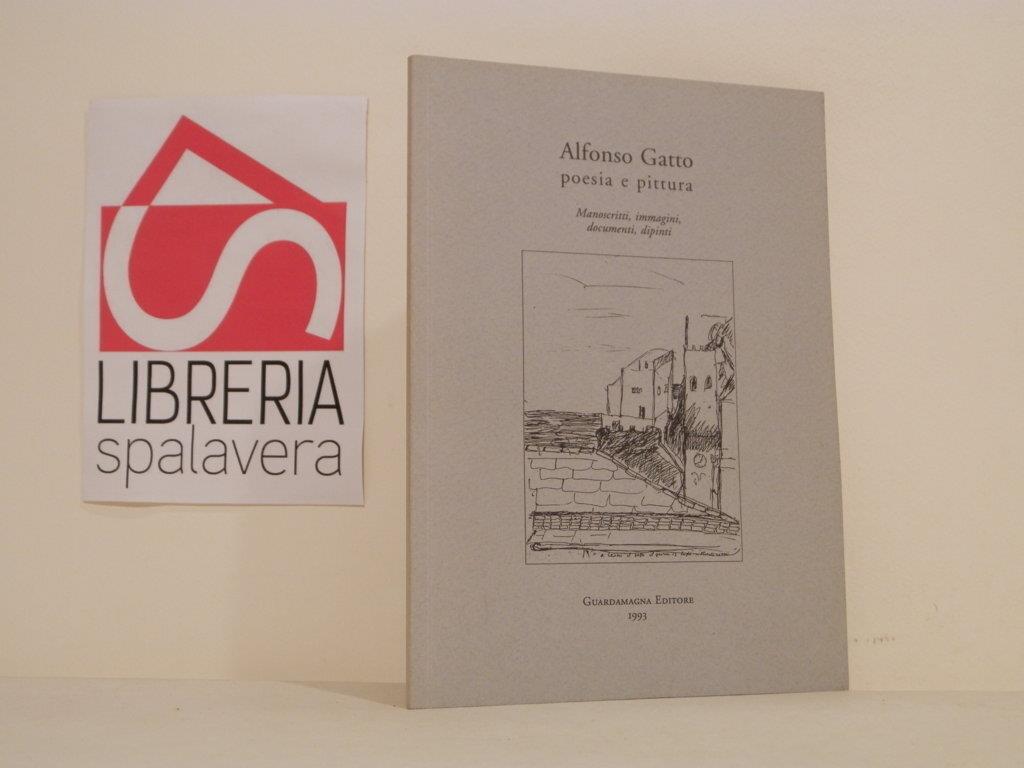 LIBRERIA
spalavera
Alfonso Gatto
poesia e pittura
Manoscritti, immagini,
documenti, dipinti
GUARDAMAGNA EDITORE
1993